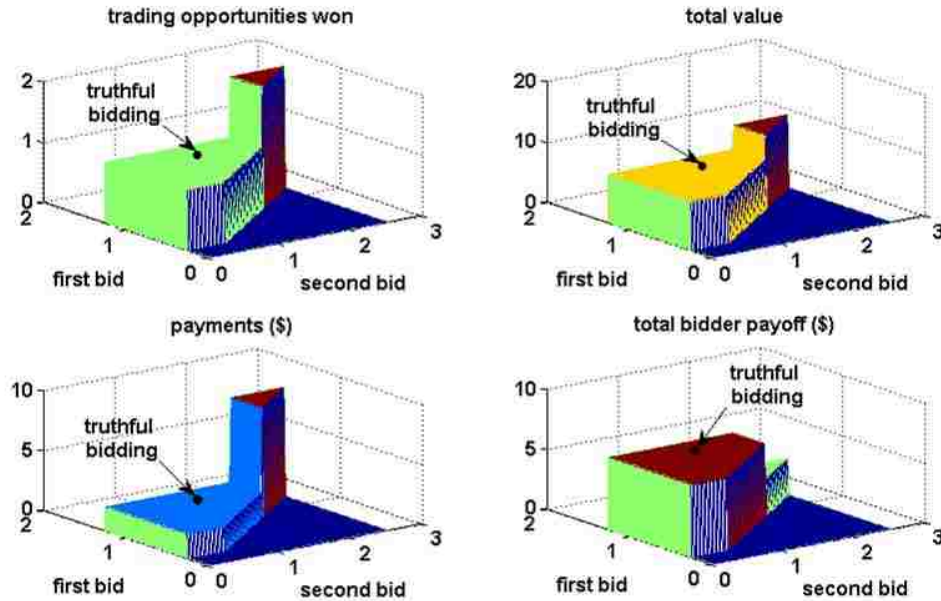 trading opportunities won
2
1
0
truthful
bidding
2
1
0
0
1
2
3
first bid
second bid
total value
20
10
0
truthful
bidding
2
1
0
0
1
2
3
first bid
second bid
payments ($)
10
5
0
truthful
bidding
2
1
0
0
1
2
3
first bid
second bid
total bidder payoff ($)
10
5
0
truthful
bidding
2
1
0
0
1
2
3
first bid
second bid